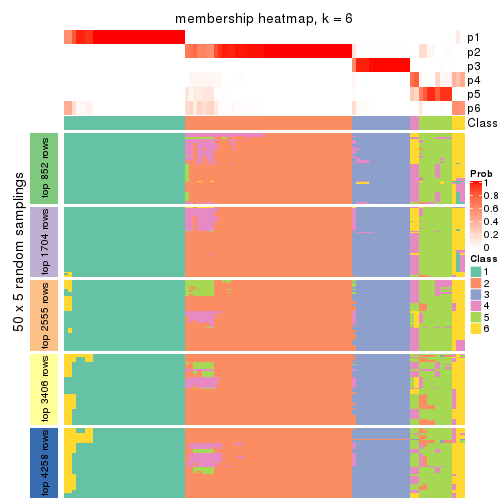 membership heatmap, k = 6
p1
p2
p3
p4
p5
p6
Class
50 x 5 random samplings
top 852 rows
top 1704 rows
top 2555 rows
top 3406 rows
top 4258 rows
Prob
1
0.8
0.6
0.4
0.2
0
Class
1
2
3
4
5
6